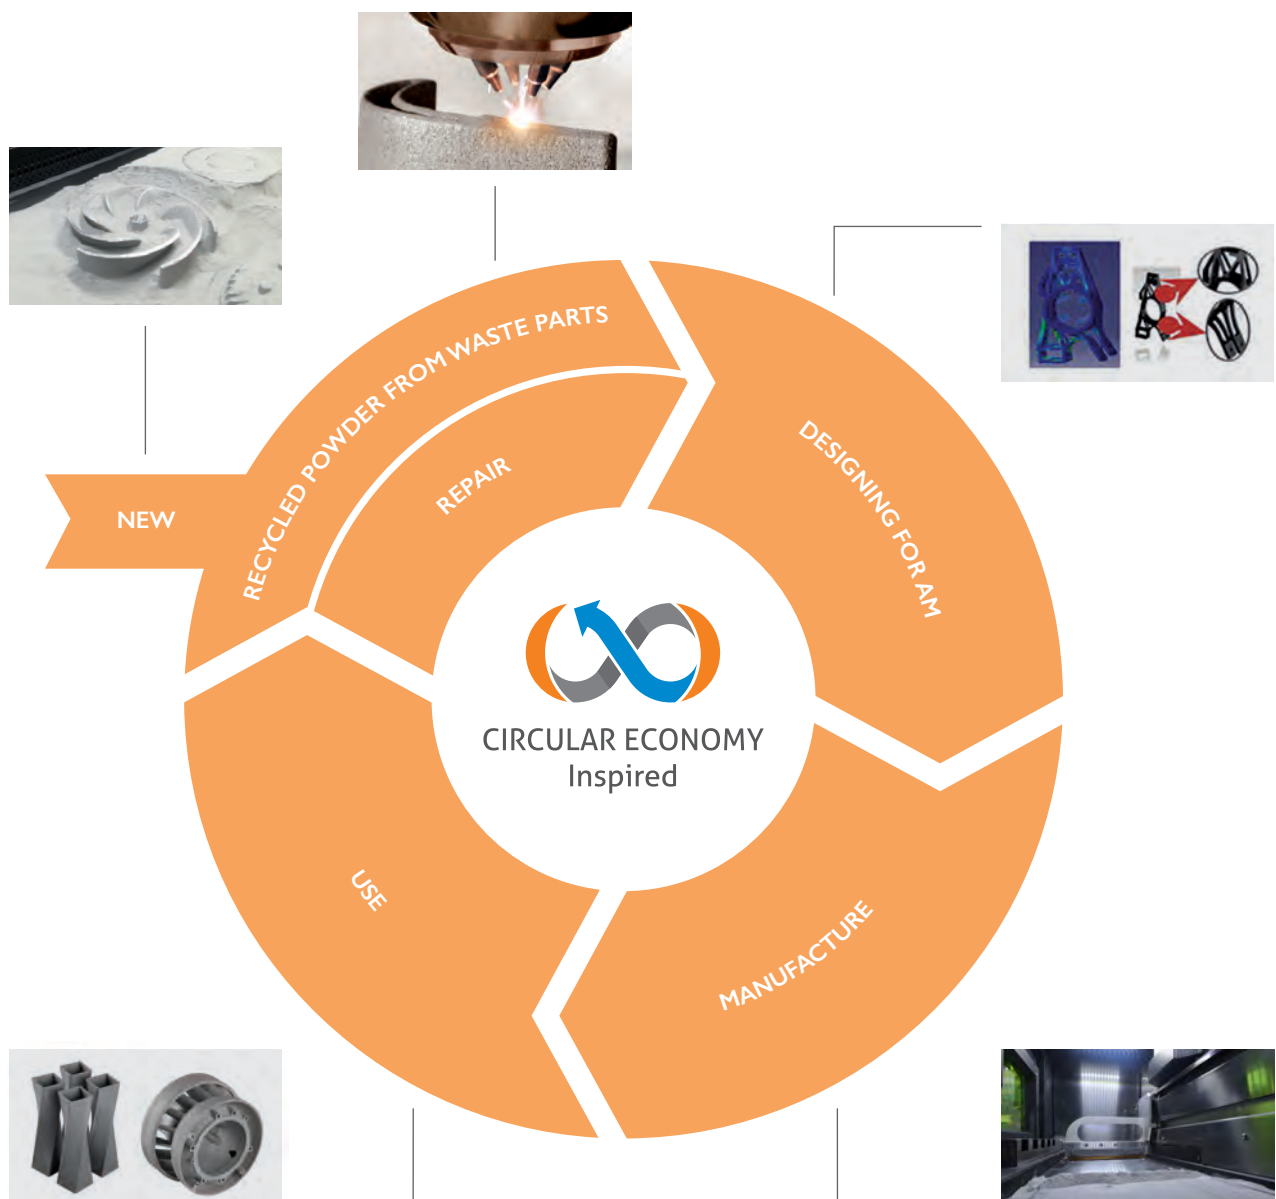 RECYCLED POWDER FROM WASTE PARTS
REPAIR
NEW
DESIGNING FOR AM
CIRCULAR ECONOMY
Inspired
USE
MANUFACTURE